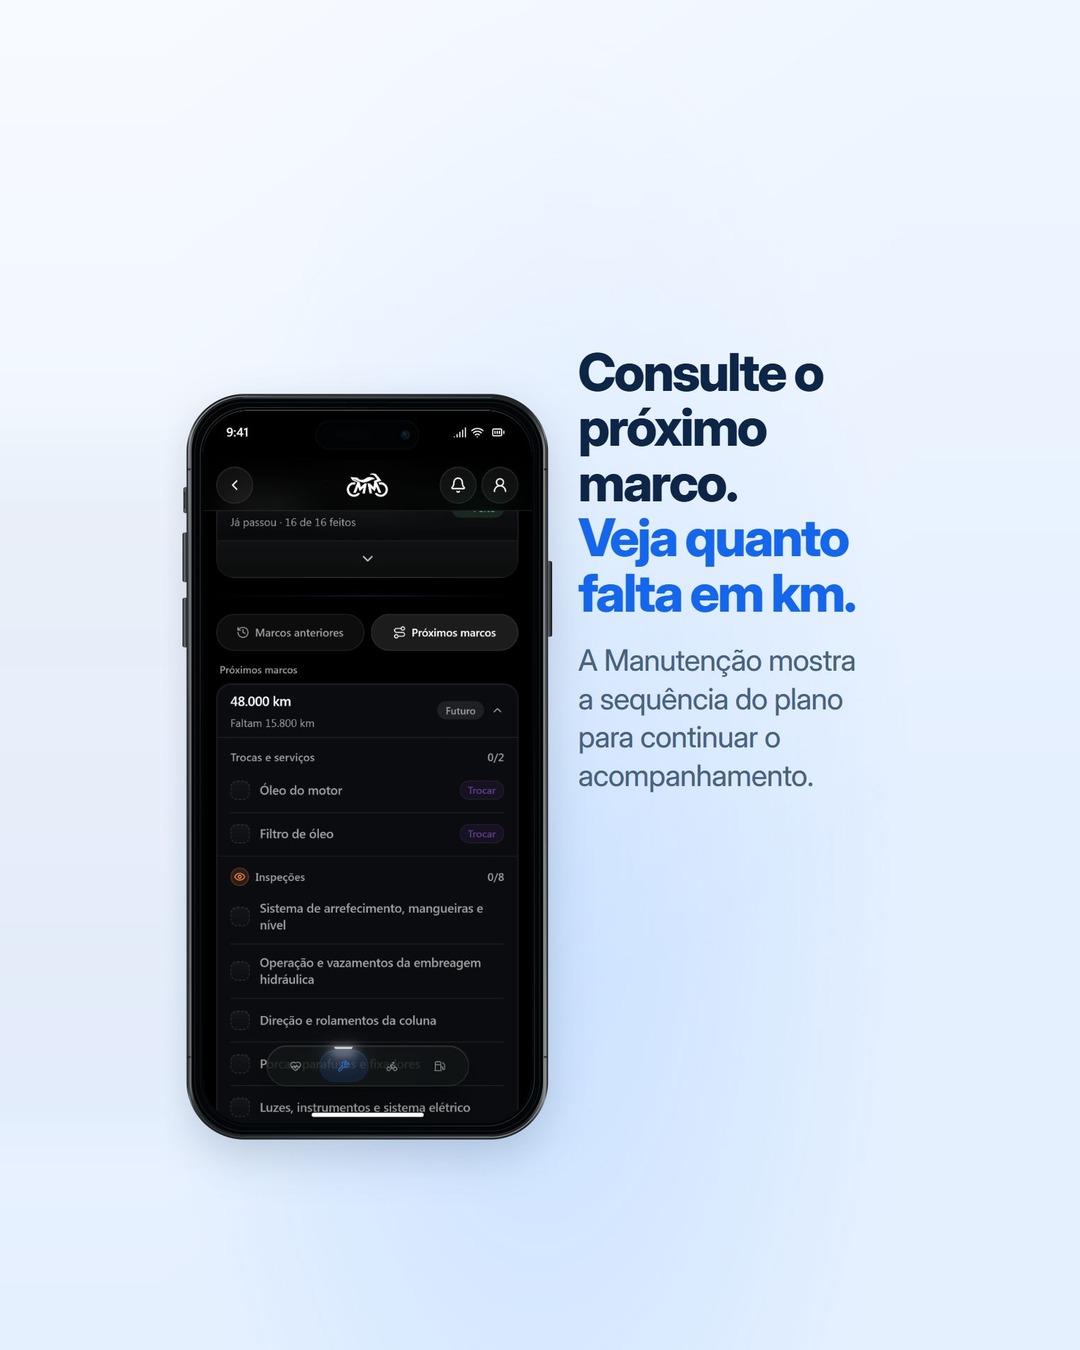 9:41
Já passou · 16 de 16 feitos
Marcos anteriores
Próximos marcos
Próximos marcos
48.000 km
Futuro
Faltam 15.800 km
Trocas e serviços
0/2
Óleo do motor
Trocar
Filtro de óleo
Trocar
Inspeções
0/8
Sistema de arrefecimento, mangueiras e
nível
Operação e vazamentos da embreagem
hidráulica
Direção e rolamentos da coluna
Porcas, parafusos e fixadores
Luzes, instrumentos e sistema elétrico
Consulte o
próximo
marco.
Veja quanto
falta em km.
A Manutenção mostra
a sequência do plano
para continuar o
acompanhamento.